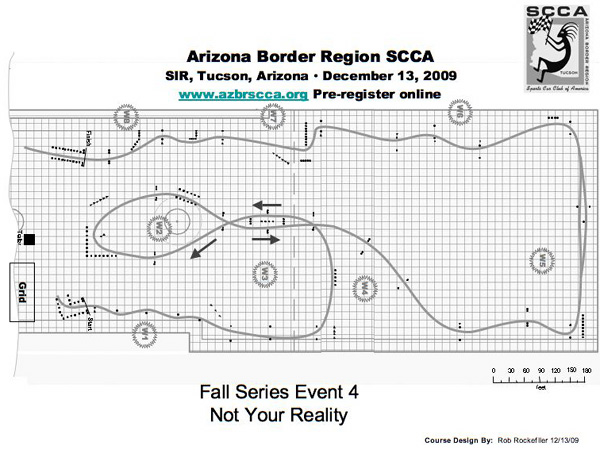 SCCA
ARIZONA BORDER REGION
TUCSON
Sports Car Club of America
Arizona Border Region SCCA
SIR, Tucson, Arizona · December 13, 2009
www.azbrscca.org Pre-register online
W8
W7
W6
Finish
W2
W3
W4
W5
Grid
Start
W1
0 30 60 90 120 150 180
feet
Fall Series Event 4
Not Your Reality
Course Design By: Rob Rockefiler 12/13/09